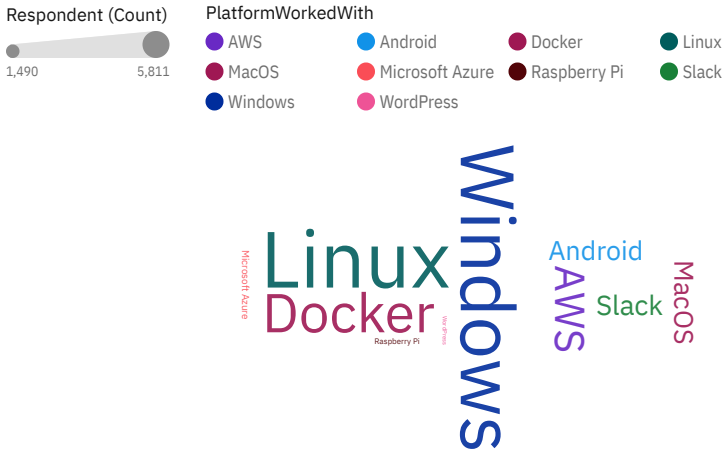 Respondent (Count)
1,490 5,811
PlatformWorkedWith
AWS Android Docker Linux
MacOS Microsoft Azure Raspberry Pi Slack
Windows WordPress
Microsoft Azure
Linux
Docker
Raspberry Pi
WordPress
Windows
Android
AWS
Slack
MacOS